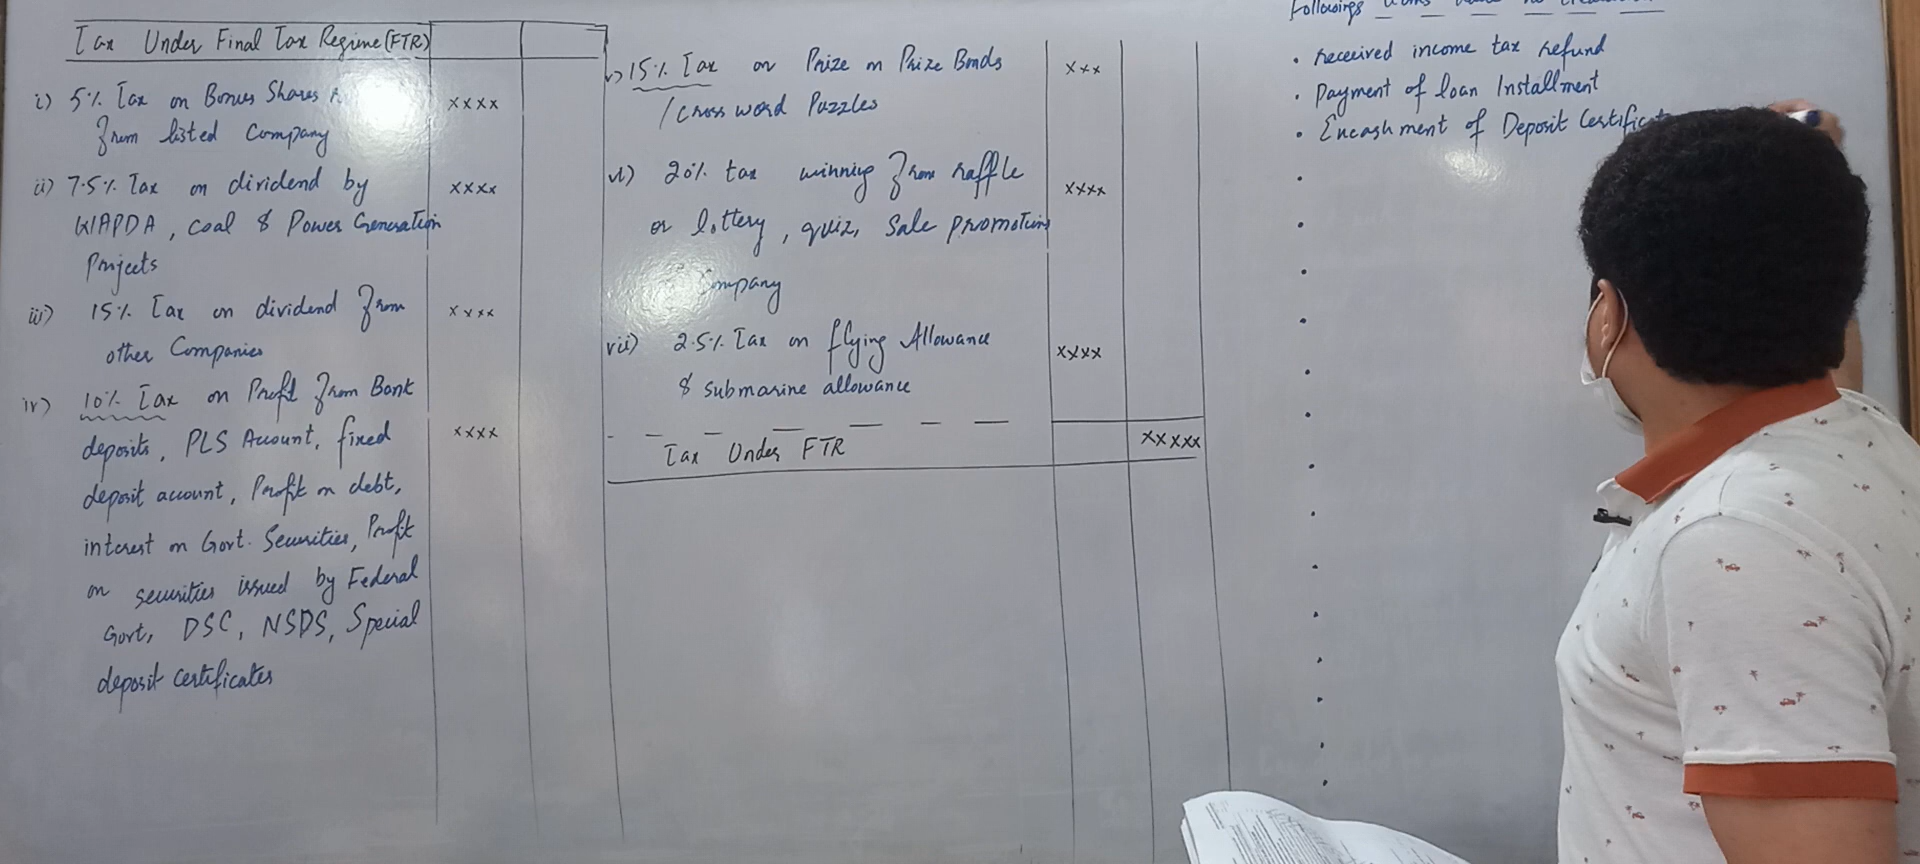 Tax Under Final Tax Regime (FTR)
i) 5% Tax on Bonus Shares
from listed Company
xxxx
ii) 7.5% Tax on dividend by
WAPDA, Coal & Power Generation
Projects
xxxx
iii) 15% Tax on dividend from
other Companies
xxxx
iv) 10% Tax on Profit from Bank
deposits, PLS Account, fixed
deposit account, Profit on debt,
interest on Govt. Securities, Profit
on securities issued by Federal
Govt, DSC, NSDS, Special
deposit certificates
xxxx
v) 15% Tax on Prize on Prize Bonds
/ Cross word Puzzles
xxx
vi) 20% tax winning from raffle
or lottery, quiz, Sale promotion
Company
xxxx
vii) 2.5% Tax on flying Allowance
& submarine allowance
xxxx
Tax Under FTR
xxxxx
Followings
• received income tax refund
• Payment of loan Installment
• Encashment of Deposit